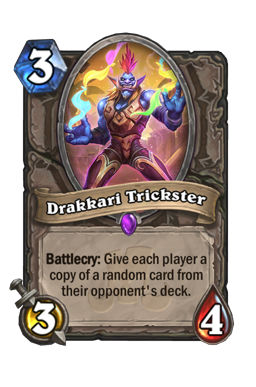 3
Drakkari Trickster
Battlecry: Give each player a
copy of a random card from
their opponent's deck.
3
4